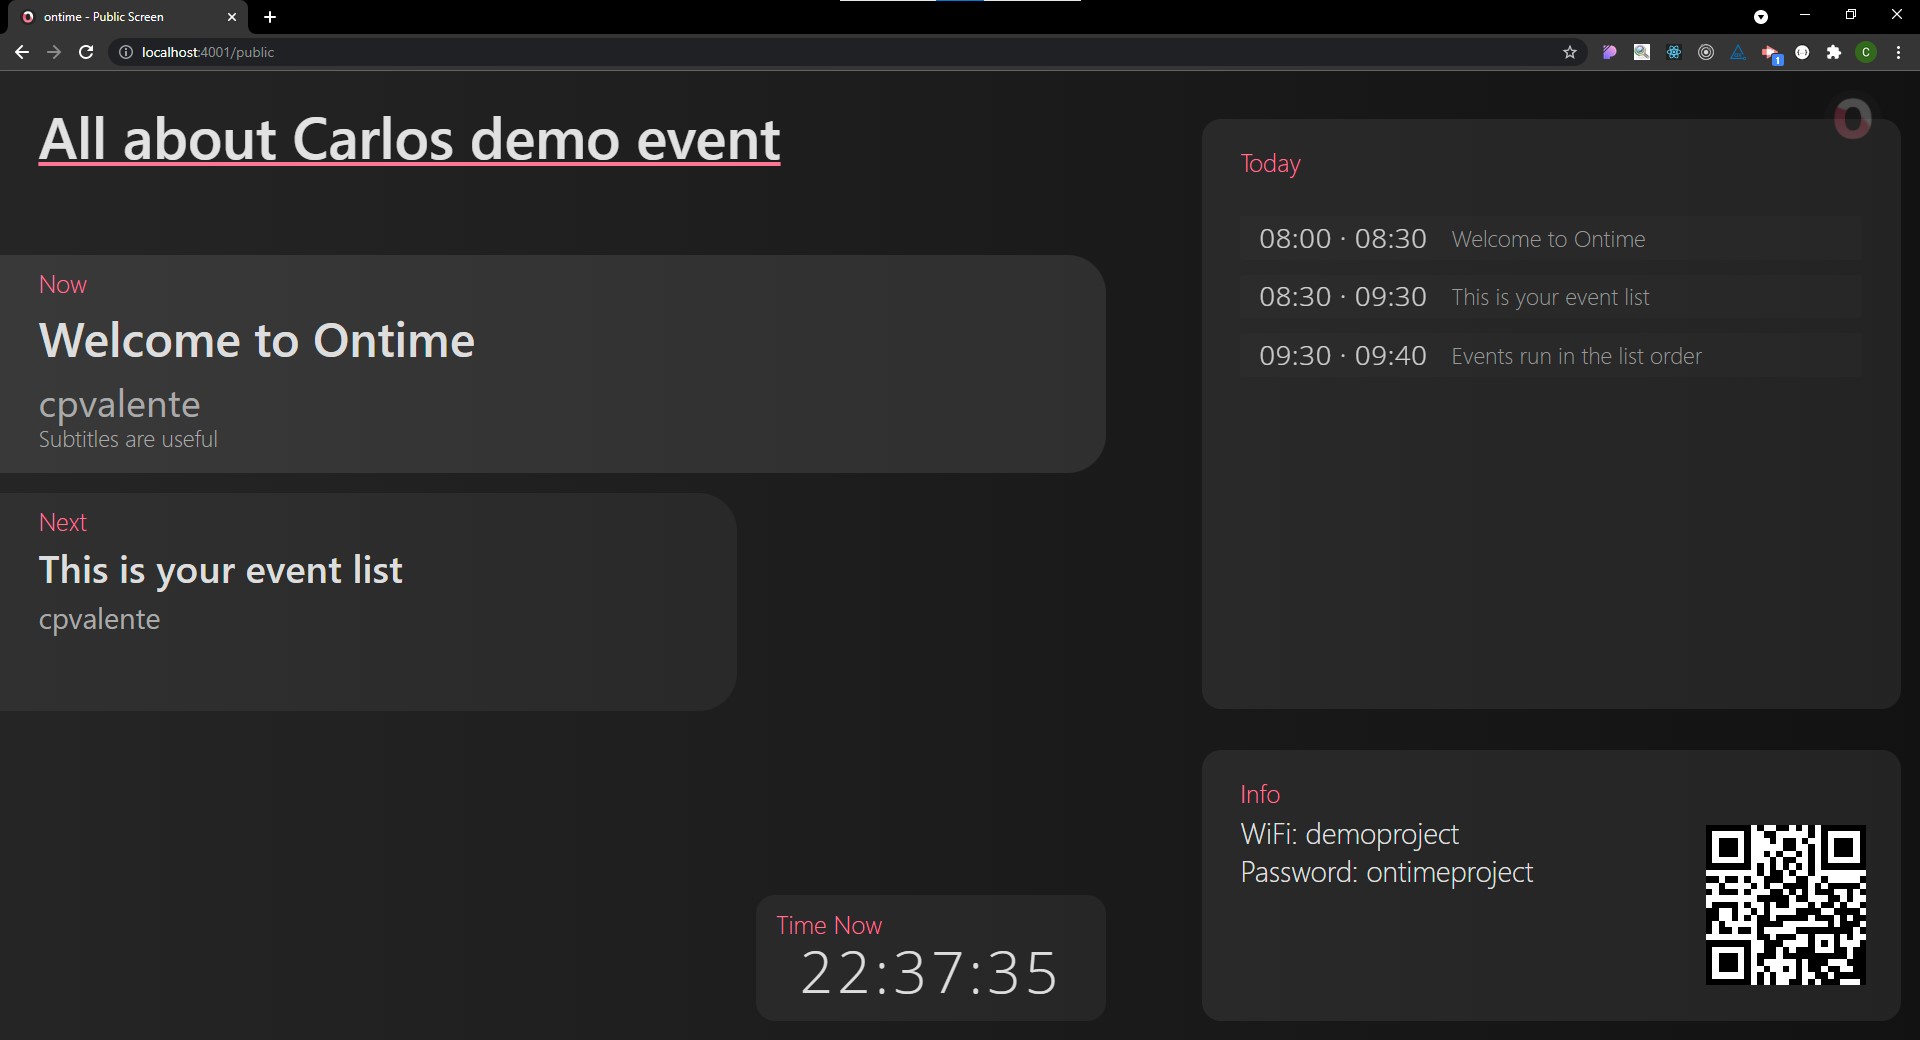 ontime - Public Screen
localhost:4001/public
C
1
All about Carlos demo event
Now
Welcome to Ontime
cpvalente
Subtitles are useful
Next
This is your event list
cpvalente
Time Now
22:37:35
Today
08:00 · 08:30 Welcome to Ontime
08:30 · 09:30 This is your event list
09:30 · 09:40 Events run in the list order
Info
WiFi: demoproject
Password: ontimeproject